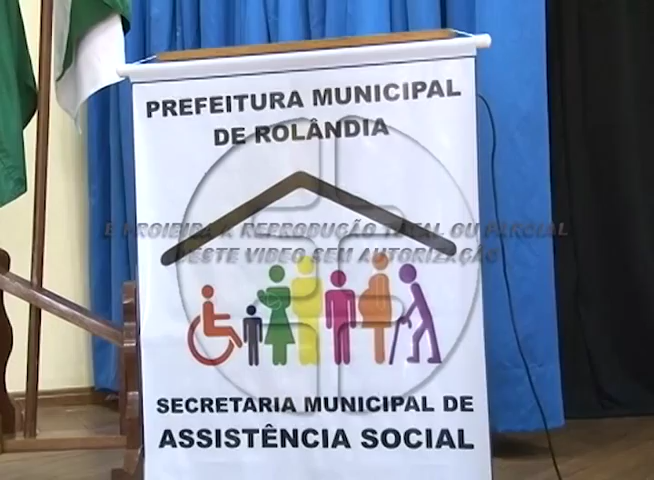 PREFEITURA MUNICIPAL
DE ROLÂNDIA
É PROIBIDA A REPRODUÇÃO TOTAL OU PARCIAL
DESTE VIDEO SEM AUTORIZAÇÃO
SECRETARIA MUNICIPAL DE
ASSISTÊNCIA SOCIAL